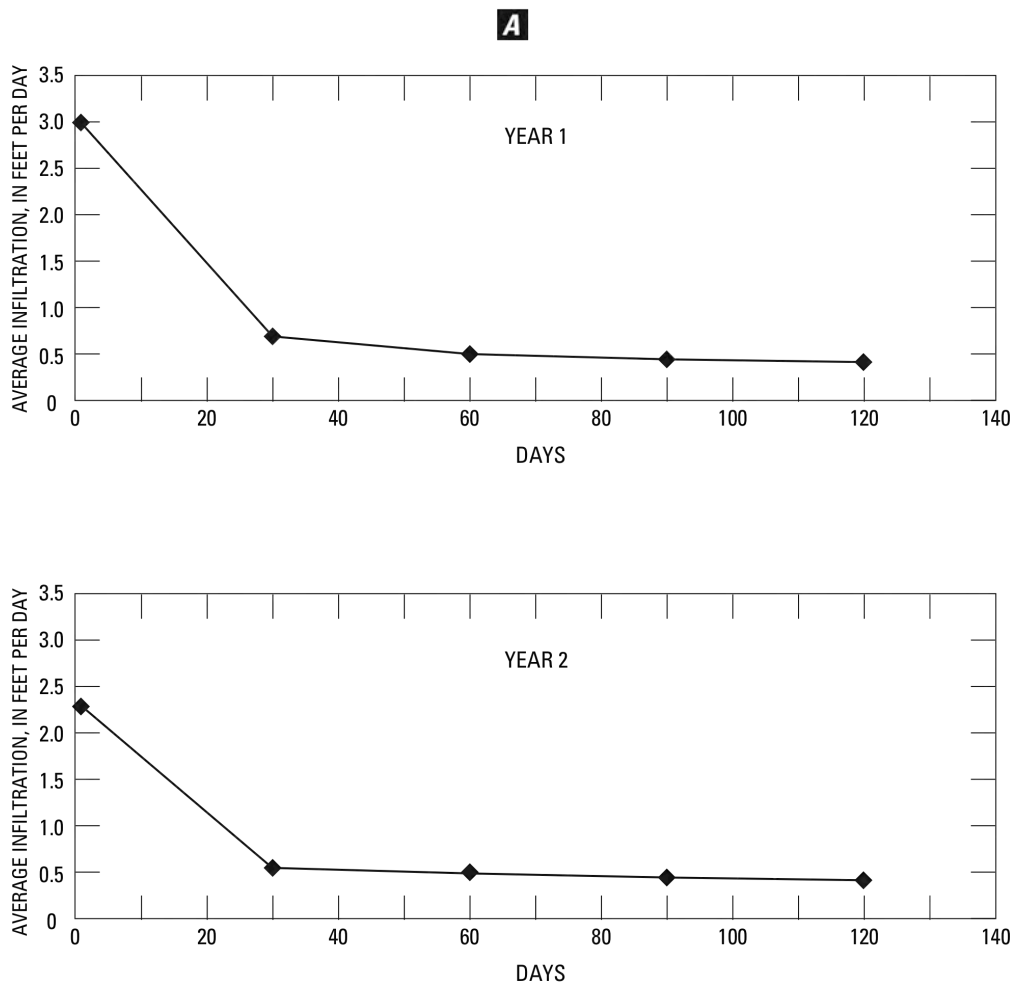 A
AVERAGE INFILTRATION, IN FEET PER DAY
3.5
3.0
2.5
2.0
1.5
1.0
0.5
0
YEAR 1
0 20 40 60 80 100 120 140
DAYS
AVERAGE INFILTRATION, IN FEET PER DAY
3.5
3.0
2.5
2.0
1.5
1.0
0.5
0
YEAR 2
0 20 40 60 80 100 120 140
DAYS